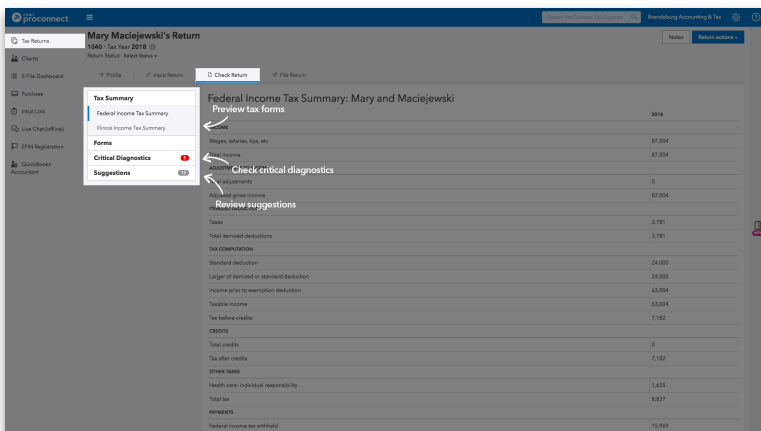 intuit
proconnect.
Search ProConnect Tax Support
Brandeburg Accounting & Tax
Tax Returns
Clients
E-File Dashboard
Purchase
Intuit Link
Live Chat (offline)
EFIN Registration
QuickBooks
Accountant
Mary Maciejewski's Return
1040 - Tax Year 2018
Return Status: Select Status
Notes
Return actions
Profile
Input Return
Check Return
File Return
Tax Summary
Federal Income Tax Summary
Illinois Income Tax Summary
Forms
Critical Diagnostics
Suggestions
Preview tax forms
Check critical diagnostics
Review suggestions
Federal Income Tax Summary: Mary and Maciejewski
2018
INCOME
Wages, salaries, tips, etc. 87,004
Total income 87,004
adjustments 0
Adjusted gross income 87,004
Taxes 3,781
Total itemized deductions 3,781
TAX COMPUTATION
Standard deduction 24,000
Larger of itemized or standard deduction 24,000
Income prior to exemption deduction 63,004
Taxable income 63,004
Tax before credits 7,182
CREDITS
Total credits 0
Tax after credits 7,182
OTHER TAXES
Health care: individual responsibility 1,655
Total tax 8,837
PAYMENTS
Federal income tax withheld 15,969